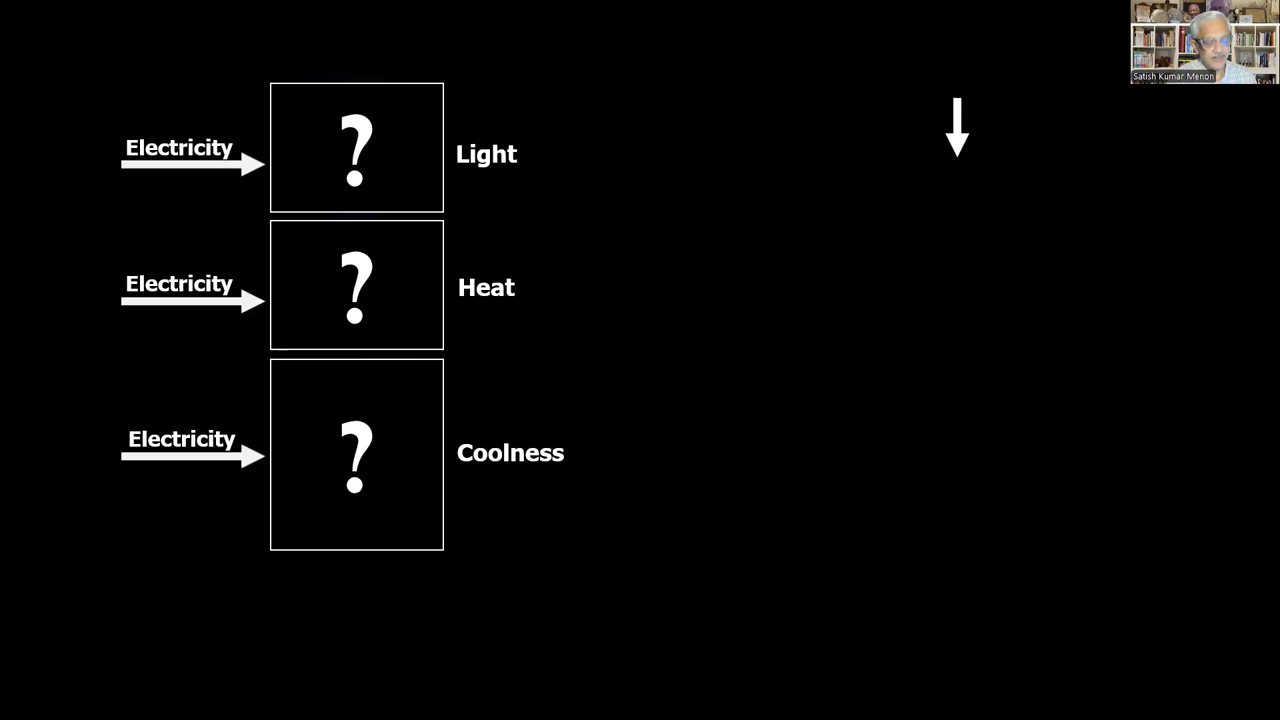 Satish Kumar Menon
Electricity
?
Light
Electricity
?
Heat
Electricity
?
Coolness